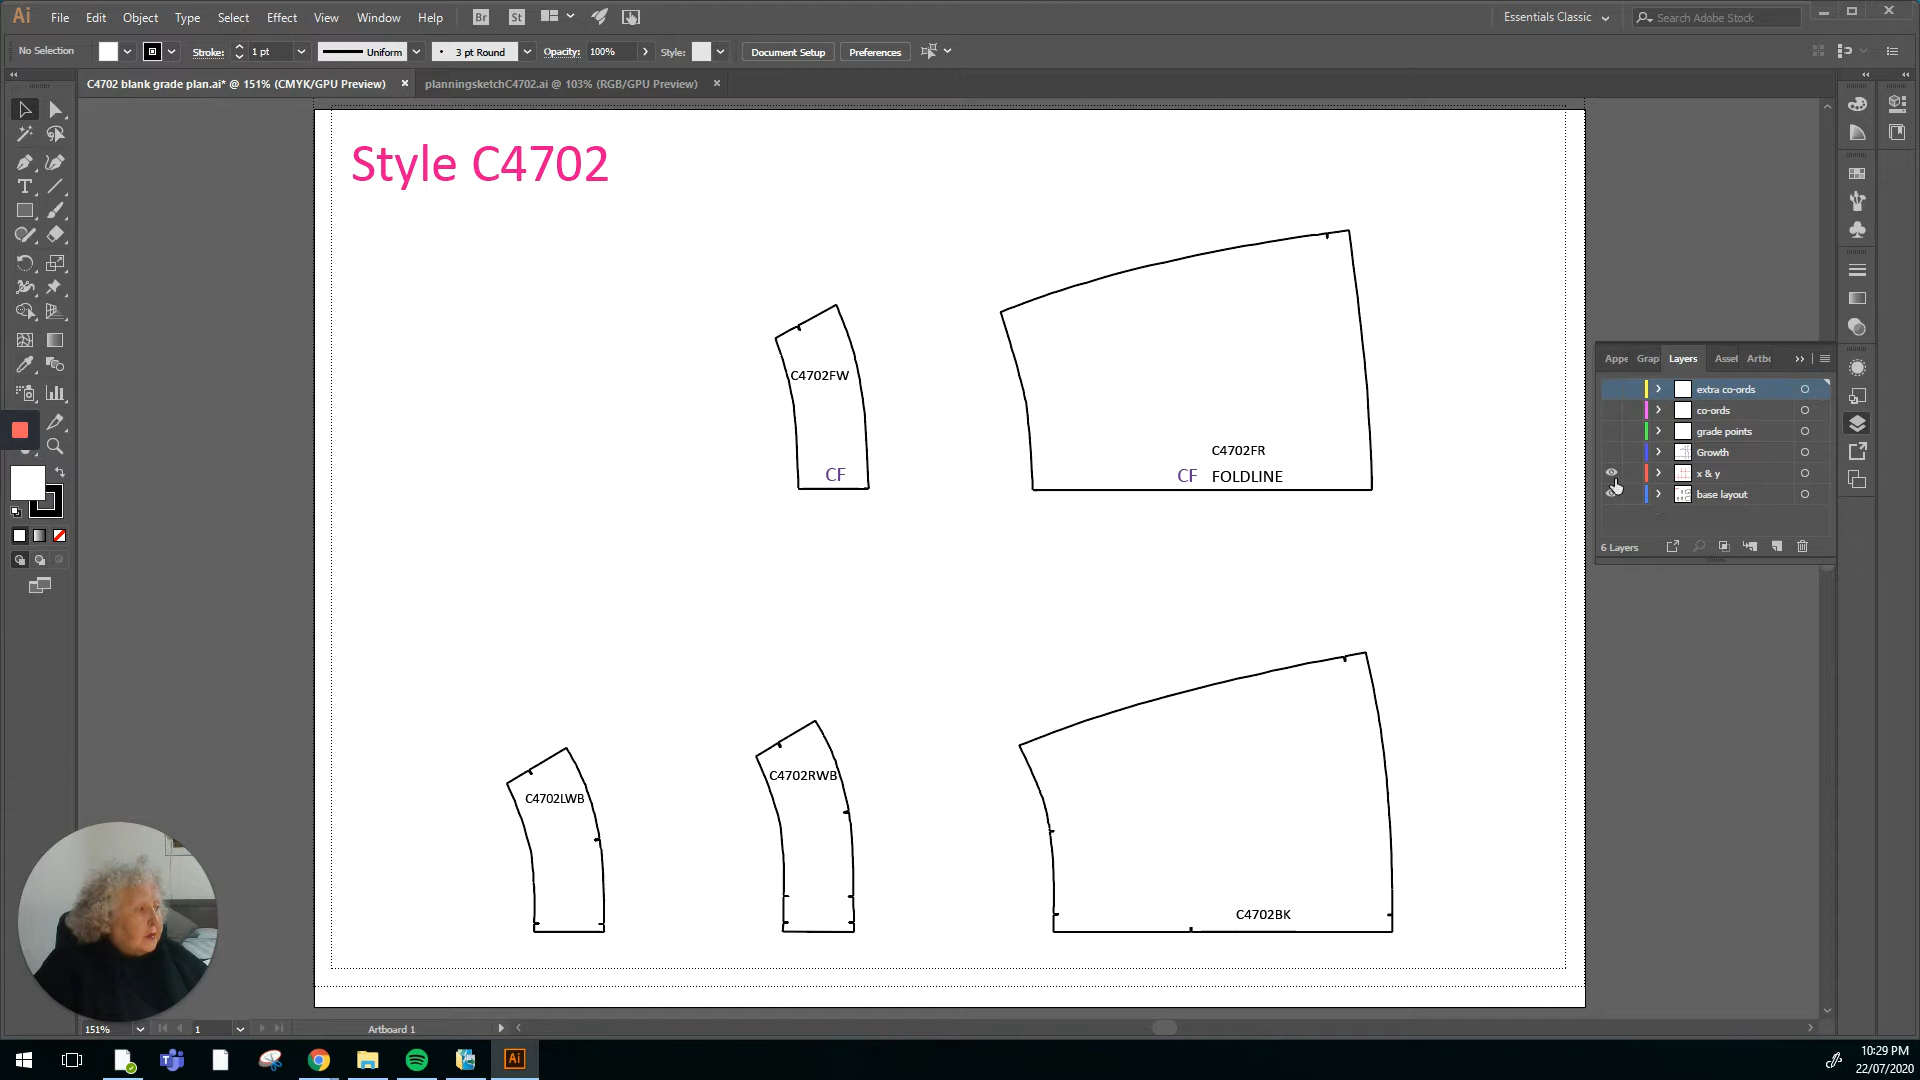 Ai File Edit Object Type Select Effect View Window Help Br St Essentials Classic Search Adobe Stock
No Selection Stroke: 1 pt Uniform 3 pt Round Opacity: 100% Style: Document Setup Preferences
C4702 blank grade plan.ai* @ 151% (CMYK/GPU Preview) planningsketchC4702.ai @ 103% (RGB/GPU Preview)
Style C4702
C4702FW
CF
C4702FR
CF FOLDLINE
C4702LWB
C4702RWB
C4702BK
Appe Grap Layers Asset Artbo
extra co-ords
co-ords
grade points
Growth
x & y
base layout
6 Layers
151% 1 Artboard 1
Ai
10:29 PM
22/07/2020